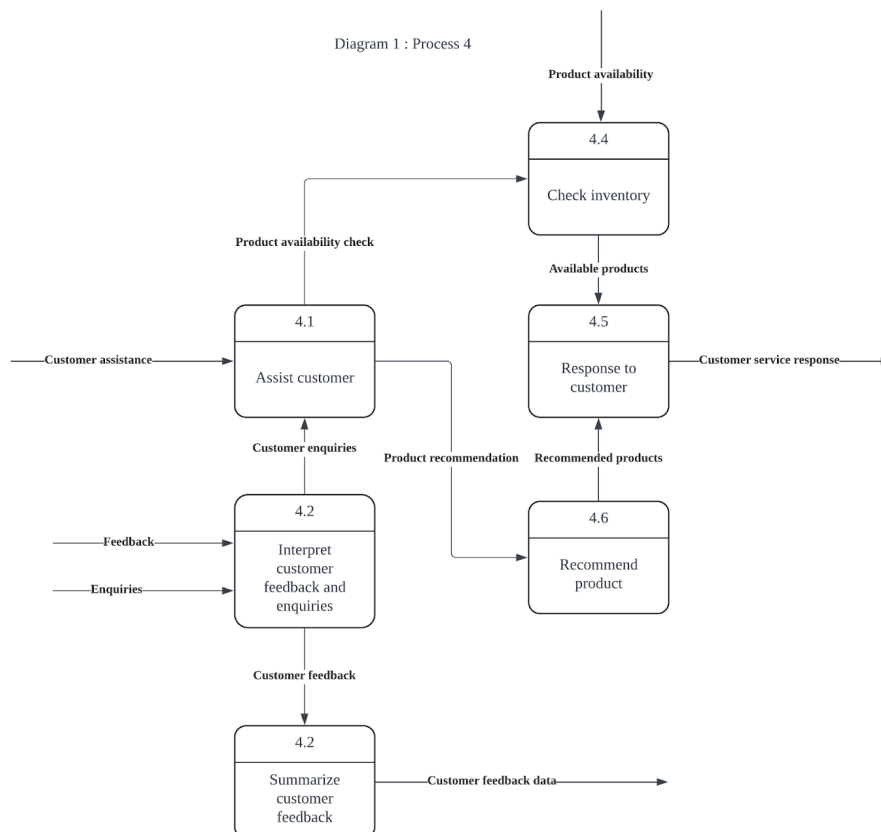 Diagram 1 : Process 4
Product availability
4.4
Check inventory
Product availability check
Available products
4.1
Assist customer
4.5
Response to
customer
Customer assistance
Customer service response
Customer enquiries
Product recommendation
Recommended products
4.2
Interpret
customer
feedback and
enquiries
4.6
Recommend
product
Feedback
Enquiries
Customer feedback
4.2
Summarize
customer
feedback
Customer feedback data